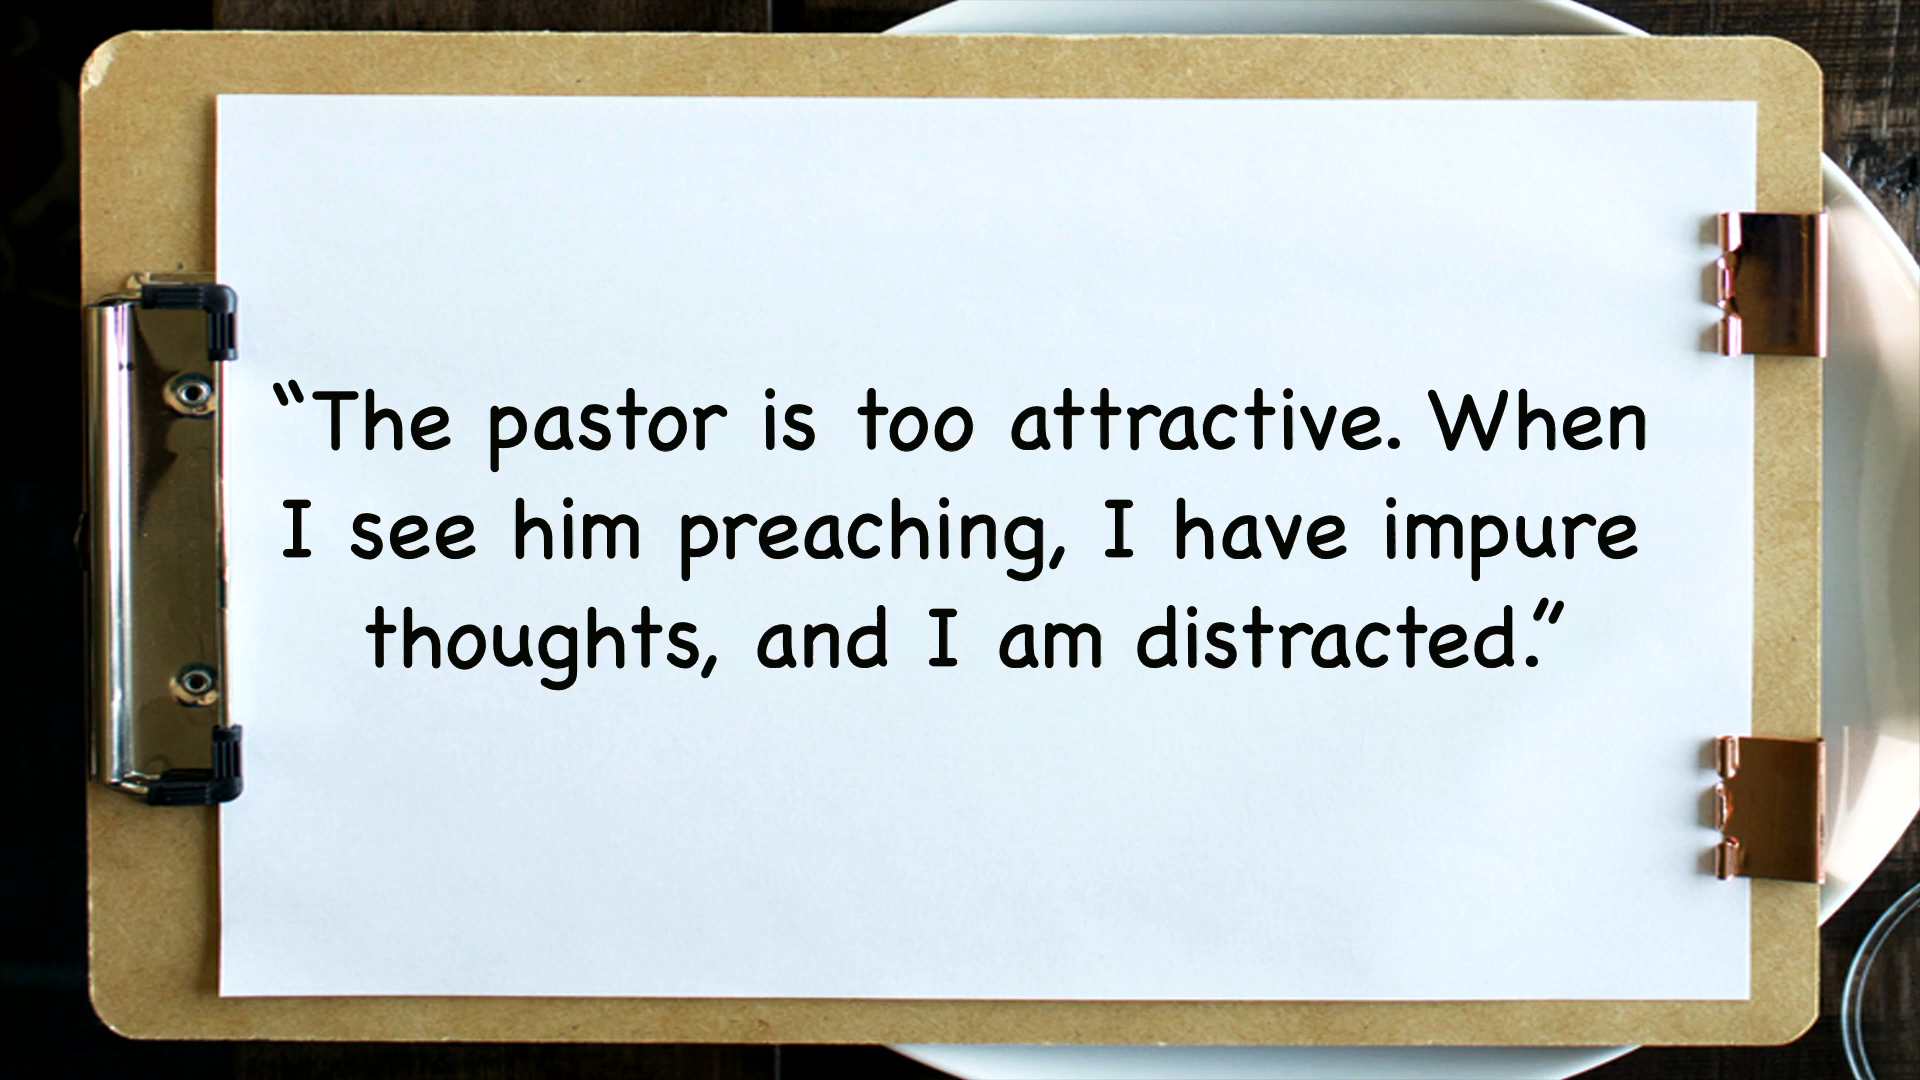 “The pastor is too attractive. When
I see him preaching, I have impure
thoughts, and I am distracted.”